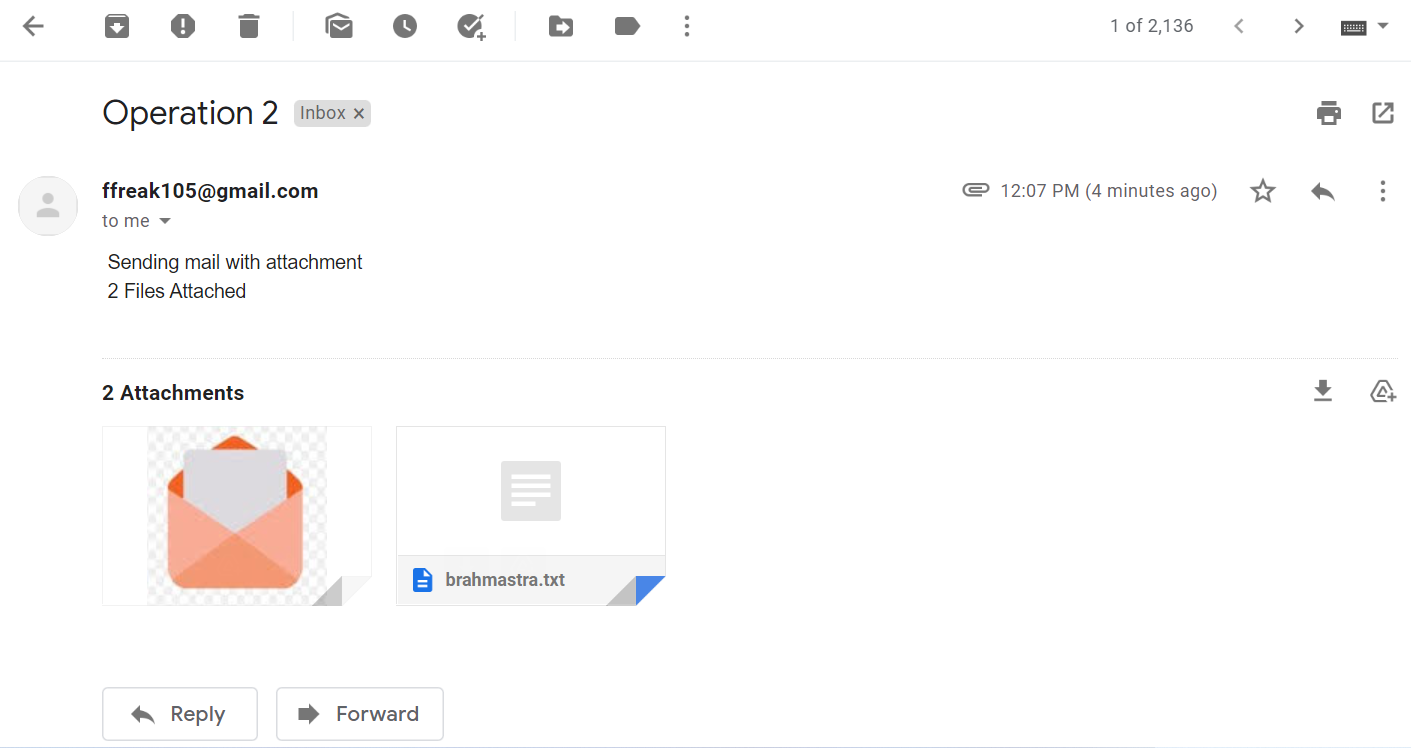 1 of 2,136
Operation 2 Inbox ×
ffreak105@gmail.com 12:07 PM (4 minutes ago)
to me
Sending mail with attachment
2 Files Attached
2 Attachments
brahmastra.txt
Reply Forward